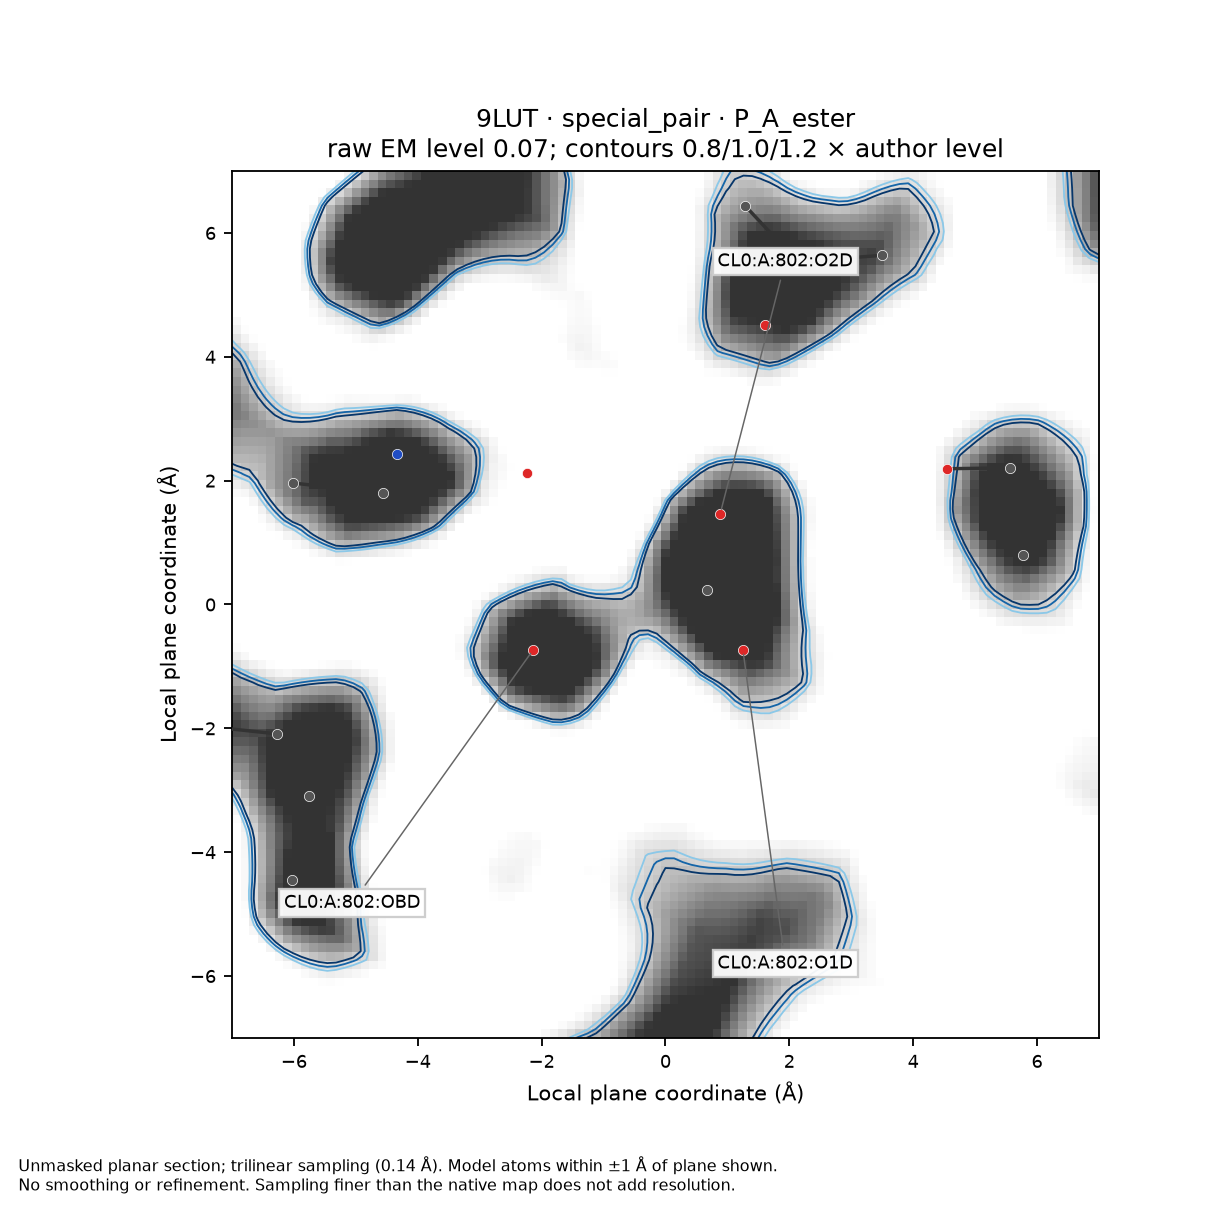 9LUT · special_pair · P_A_ester
raw EM level 0.07; contours 0.8/1.0/1.2 × author level
CL0:A:802:O2D
CL0:A:802:OBD
CL0:A:802:O1D
Local plane coordinate (Å)
6
4
2
0
−2
−4
−6
−6
−4
−2
0
2
4
6
Local plane coordinate (Å)
Unmasked planar section; trilinear sampling (0.14 Å). Model atoms within ±1 Å of plane shown.
No smoothing or refinement. Sampling finer than the native map does not add resolution.